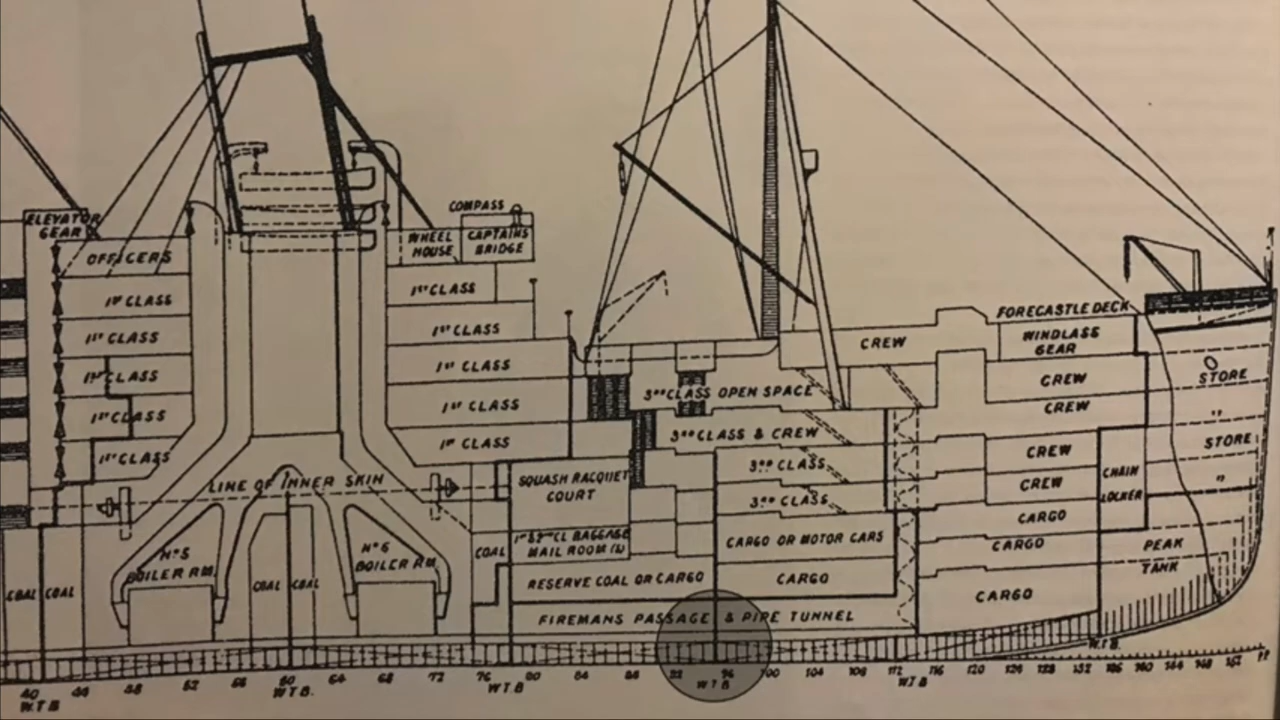 ELEVATOR
GEAR
OFFICERS
1ST CLASS
1ST CLASS
1ST CLASS
1ST CLASS
1ST CLASS
COMPASS
WHEEL
HOUSE
CAPTAINS
BRIDGE
1ST CLASS
1ST CLASS
1ST CLASS
1ST CLASS
1ST CLASS
LINE OF INNER SKIN
Nº5
BOILER RM.
Nº6
BOILER RM.
COAL
COAL
COAL
COAL
COAL
SQUASH RACQUET
COURT
1ST & 2ND CL BAGGAGE
MAIL ROOM
RESERVE COAL OR CARGO
FIREMANS PASSAGE & PIPE TUNNEL
CREW
3RD CLASS OPEN SPACE
3RD CLASS & CREW
3RD CLASS
3RD CLASS
CARGO OR MOTOR CARS
CARGO
FORECASTLE DECK
WINDLASS
GEAR
CREW
CREW
CREW
CREW
CARGO
CARGO
CARGO
CHAIN
LOCKER
STORE
"
STORE
"
PEAK
TANK
W.T.B.
40 44 48 52 56 60 64 68 72 76 80 84 88 92 96 100 104 108 112 116 120 124 128 132 136 140 144 148 152
W T B W T B. W T B W T B W T B